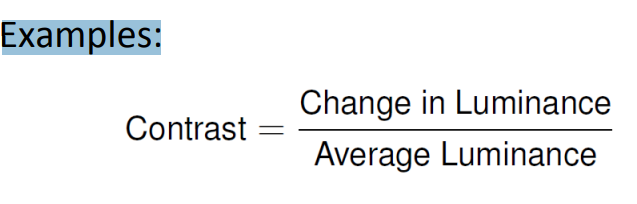 Examples:
Contrast = Change in Luminance
Average Luminance